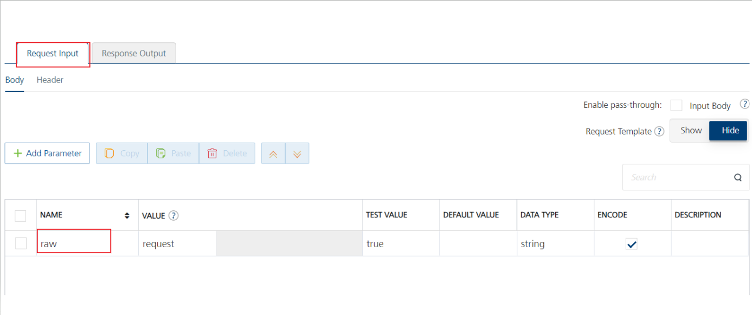 Request Input
Response Output
Body
Header
Enable pass-through: Input Body ?
Request Template ? Show Hide
+ Add Parameter Copy Paste Delete
Search
NAME VALUE ? TEST VALUE DEFAULT VALUE DATA TYPE ENCODE DESCRIPTION
raw request true string